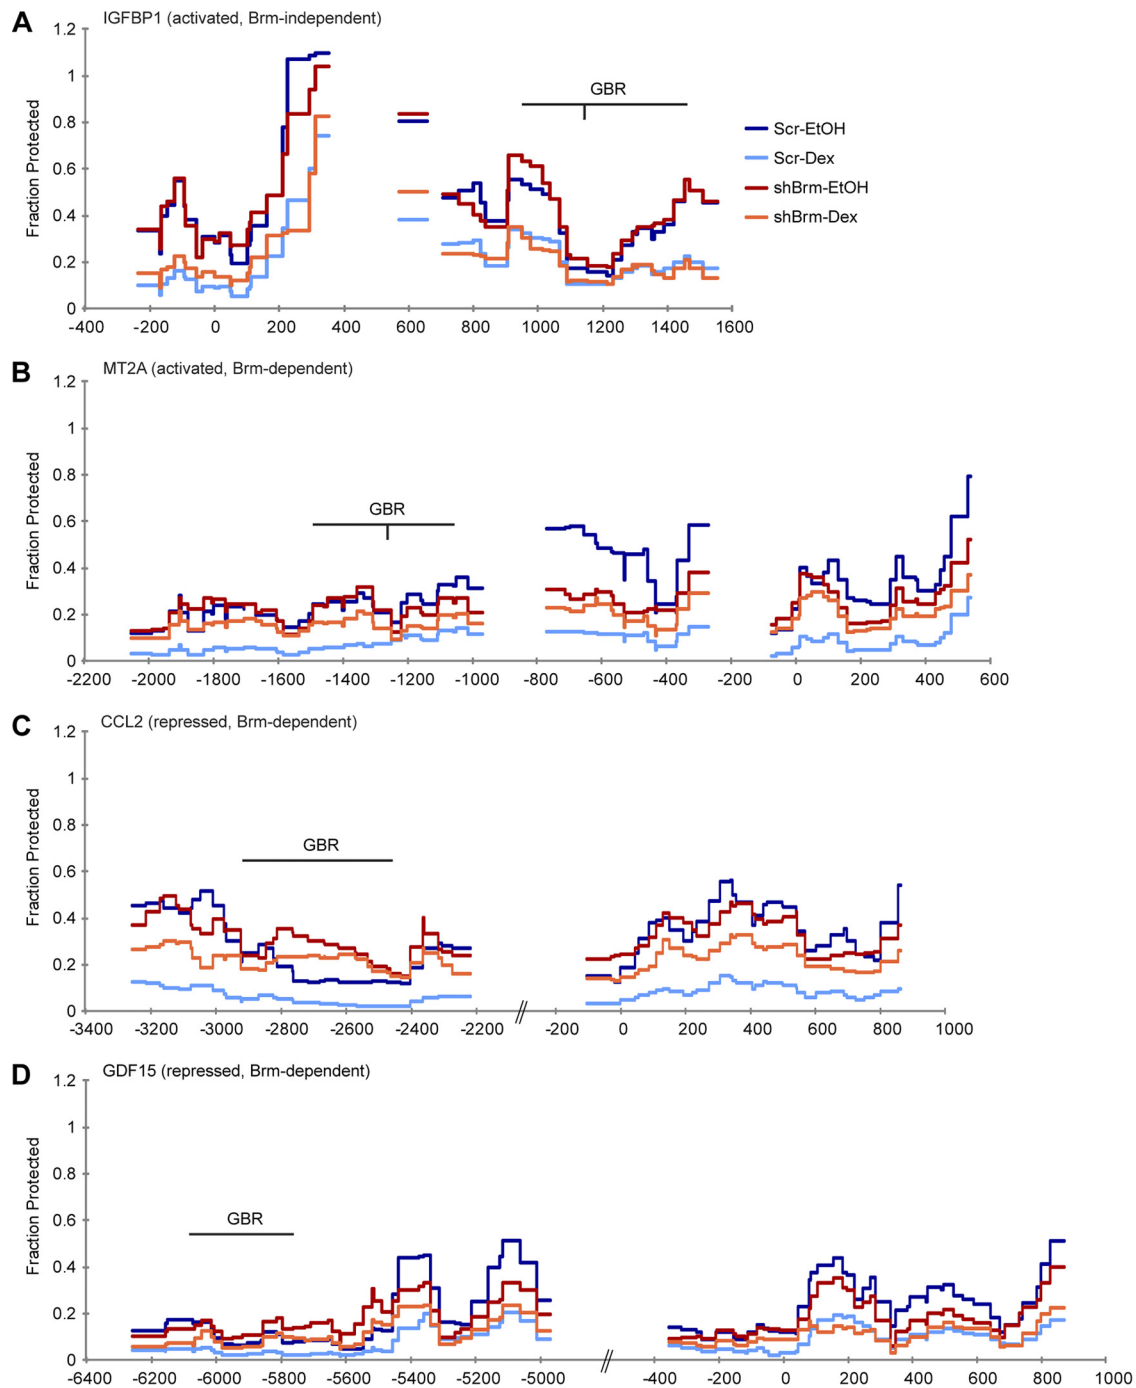 A IGFBP1 (activated, Brm-independent)
Fraction Protected
1.2
1
0.8
0.6
0.4
0.2
0
GBR
Scr-EtOH
Scr-Dex
shBrm-EtOH
shBrm-Dex
-400 -200 0 200 400 600 800 1000 1200 1400 1600
B MT2A (activated, Brm-dependent)
Fraction Protected
1.2
1
0.8
0.6
0.4
0.2
0
GBR
-2200 -2000 -1800 -1600 -1400 -1200 -1000 -800 -600 -400 -200 0 200 400 600
C CCL2 (repressed, Brm-dependent)
Fraction Protected
1.2
1
0.8
0.6
0.4
0.2
0
GBR
-3400 -3200 -3000 -2800 -2600 -2400 -2200 // -200 0 200 400 600 800 1000
D GDF15 (repressed, Brm-dependent)
Fraction Protected
1.2
1
0.8
0.6
0.4
0.2
0
GBR
-6400 -6200 -6000 -5800 -5600 -5400 -5200 -5000 // -400 -200 0 200 400 600 800 1000